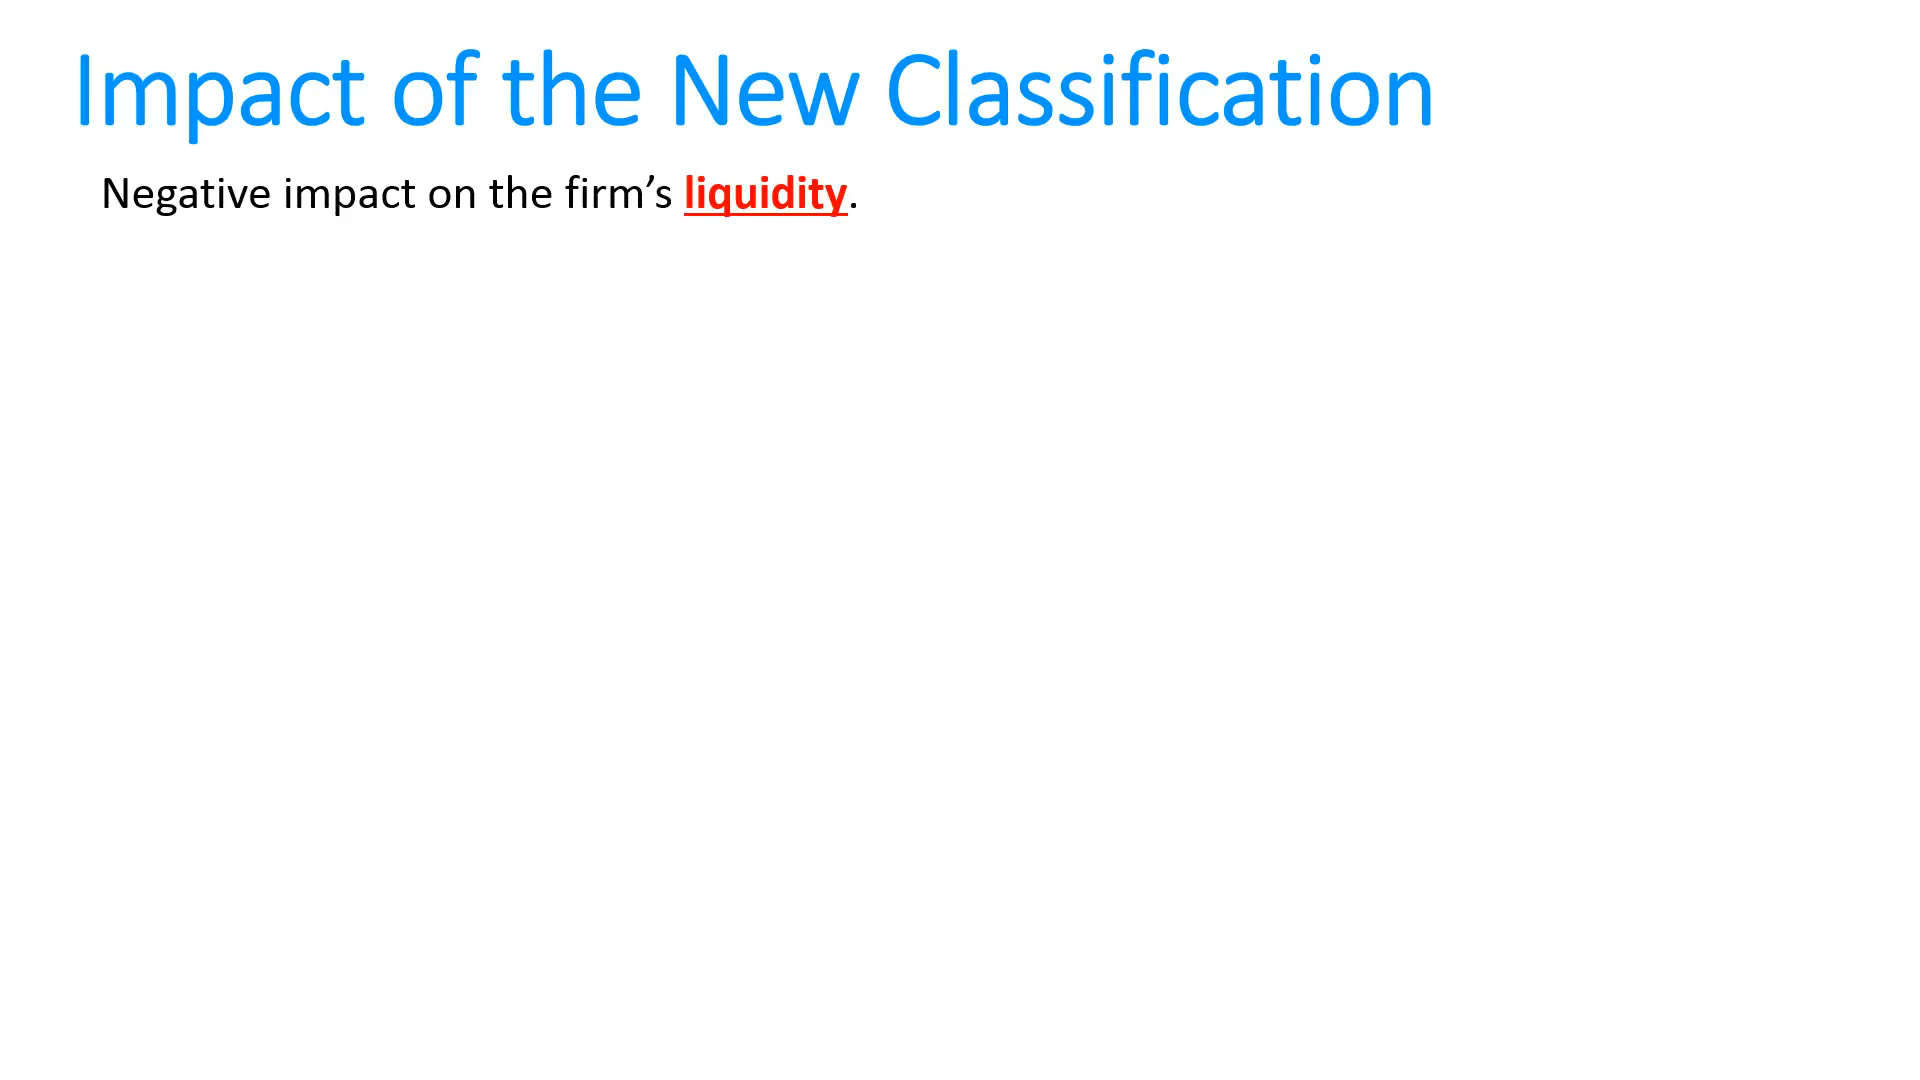 Impact of the New Classification
Negative impact on the firm’s liquidity.